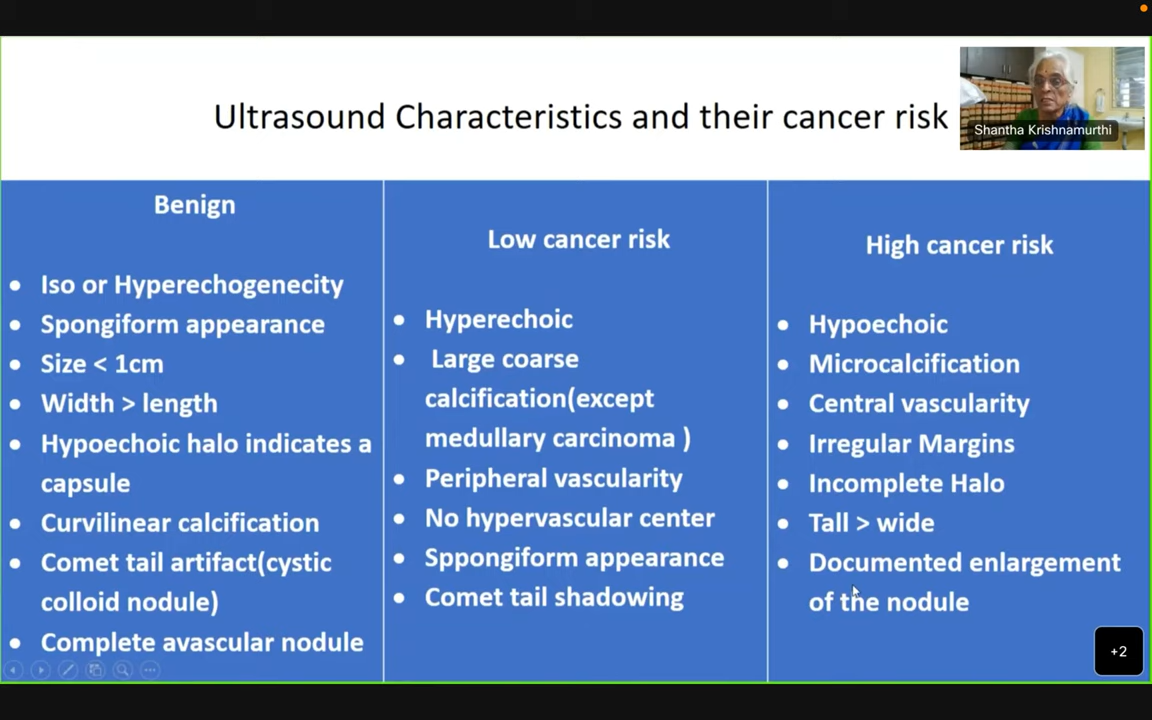 Ultrasound Characteristics and their cancer risk
Shantha Krishnamurthi
Benign
Iso or Hyperechogenecity
Spongiform appearance
Size < 1cm
Width > length
Hypoechoic halo indicates a
capsule
Curvilinear calcification
Comet tail artifact(cystic
colloid nodule)
Complete avascular nodule
Low cancer risk
Hyperechoic
Large coarse
calcification(except
medullary carcinoma )
Peripheral vascularity
No hypervascular center
Sppongiform appearance
Comet tail shadowing
High cancer risk
Hypoechoic
Microcalcification
Central vascularity
Irregular Margins
Incomplete Halo
Tall > wide
Documented enlargement
of the nodule
+2